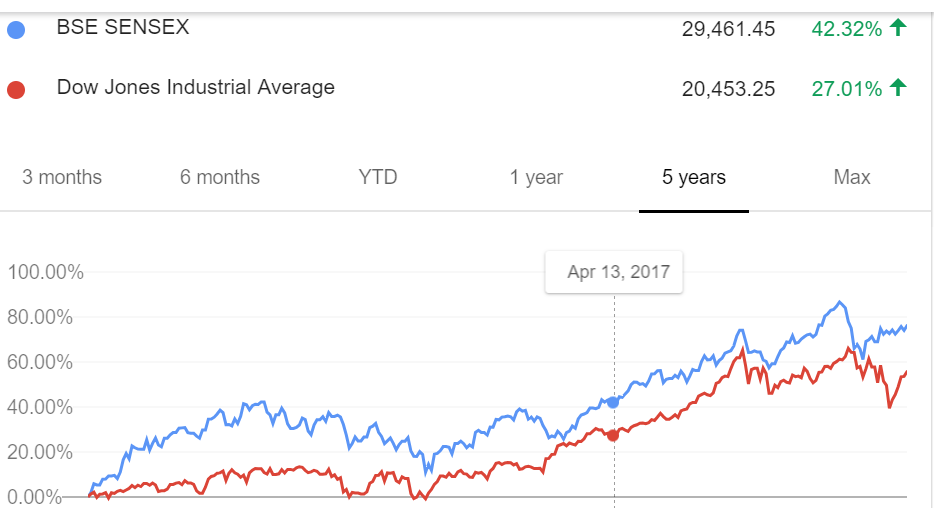 BSE SENSEX 29,461.45 42.32%
Dow Jones Industrial Average 20,453.25 27.01%
3 months 6 months YTD 1 year 5 years Max
Apr 13, 2017
100.00%
80.00%
60.00%
40.00%
20.00%
0.00%